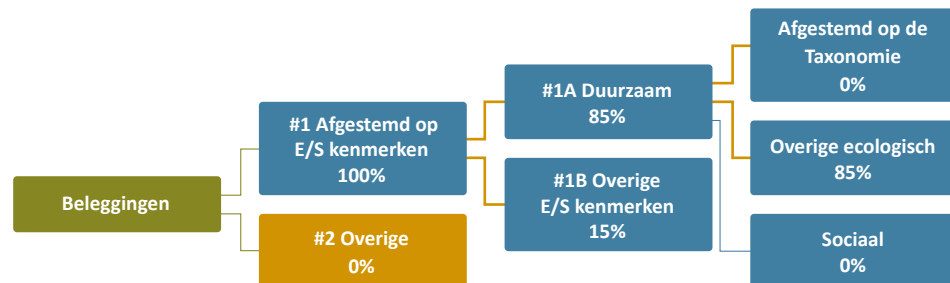 Beleggingen
#1 Afgestemd op
E/S kenmerken
100%
#2 Overige
0%
#1A Duurzaam
85%
#1B Overige
E/S kenmerken
15%
Afgestemd op de
Taxonomie
0%
Overige ecologisch
85%
Sociaal
0%